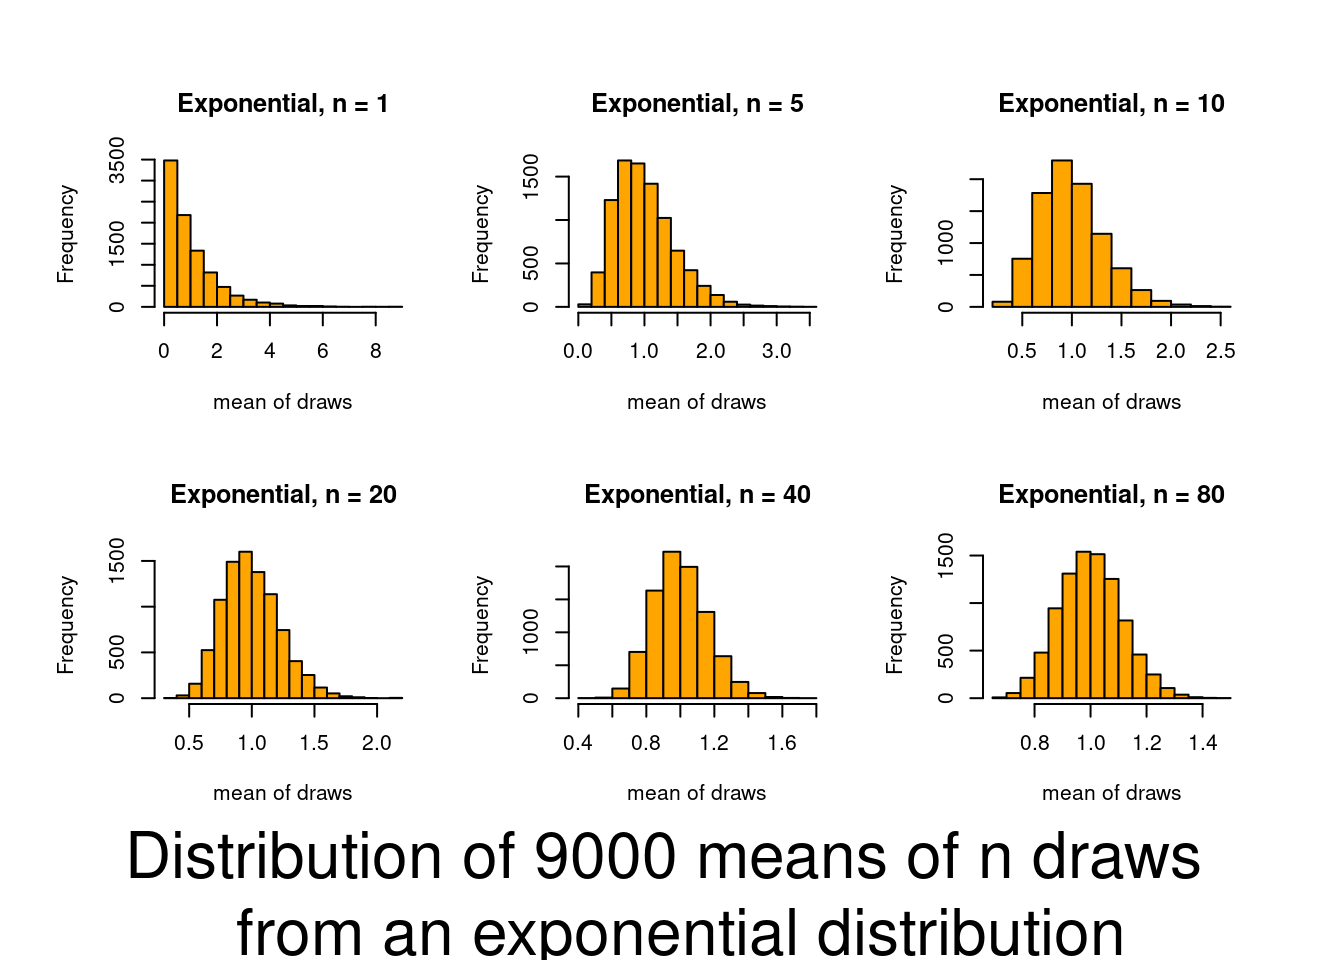 Exponential, n = 1
Frequency
0 1500 3500
0 2 4 6 8
mean of draws
Exponential, n = 5
Frequency
0 500 1500
0.0 1.0 2.0 3.0
mean of draws
Exponential, n = 10
Frequency
0 1000
0.5 1.0 1.5 2.0 2.5
mean of draws
Exponential, n = 20
Frequency
0 500 1500
0.5 1.0 1.5 2.0
mean of draws
Exponential, n = 40
Frequency
0 1000
0.4 0.8 1.2 1.6
mean of draws
Exponential, n = 80
Frequency
0 500 1500
0.8 1.0 1.2 1.4
mean of draws
Distribution of 9000 means of n draws
from an exponential distribution